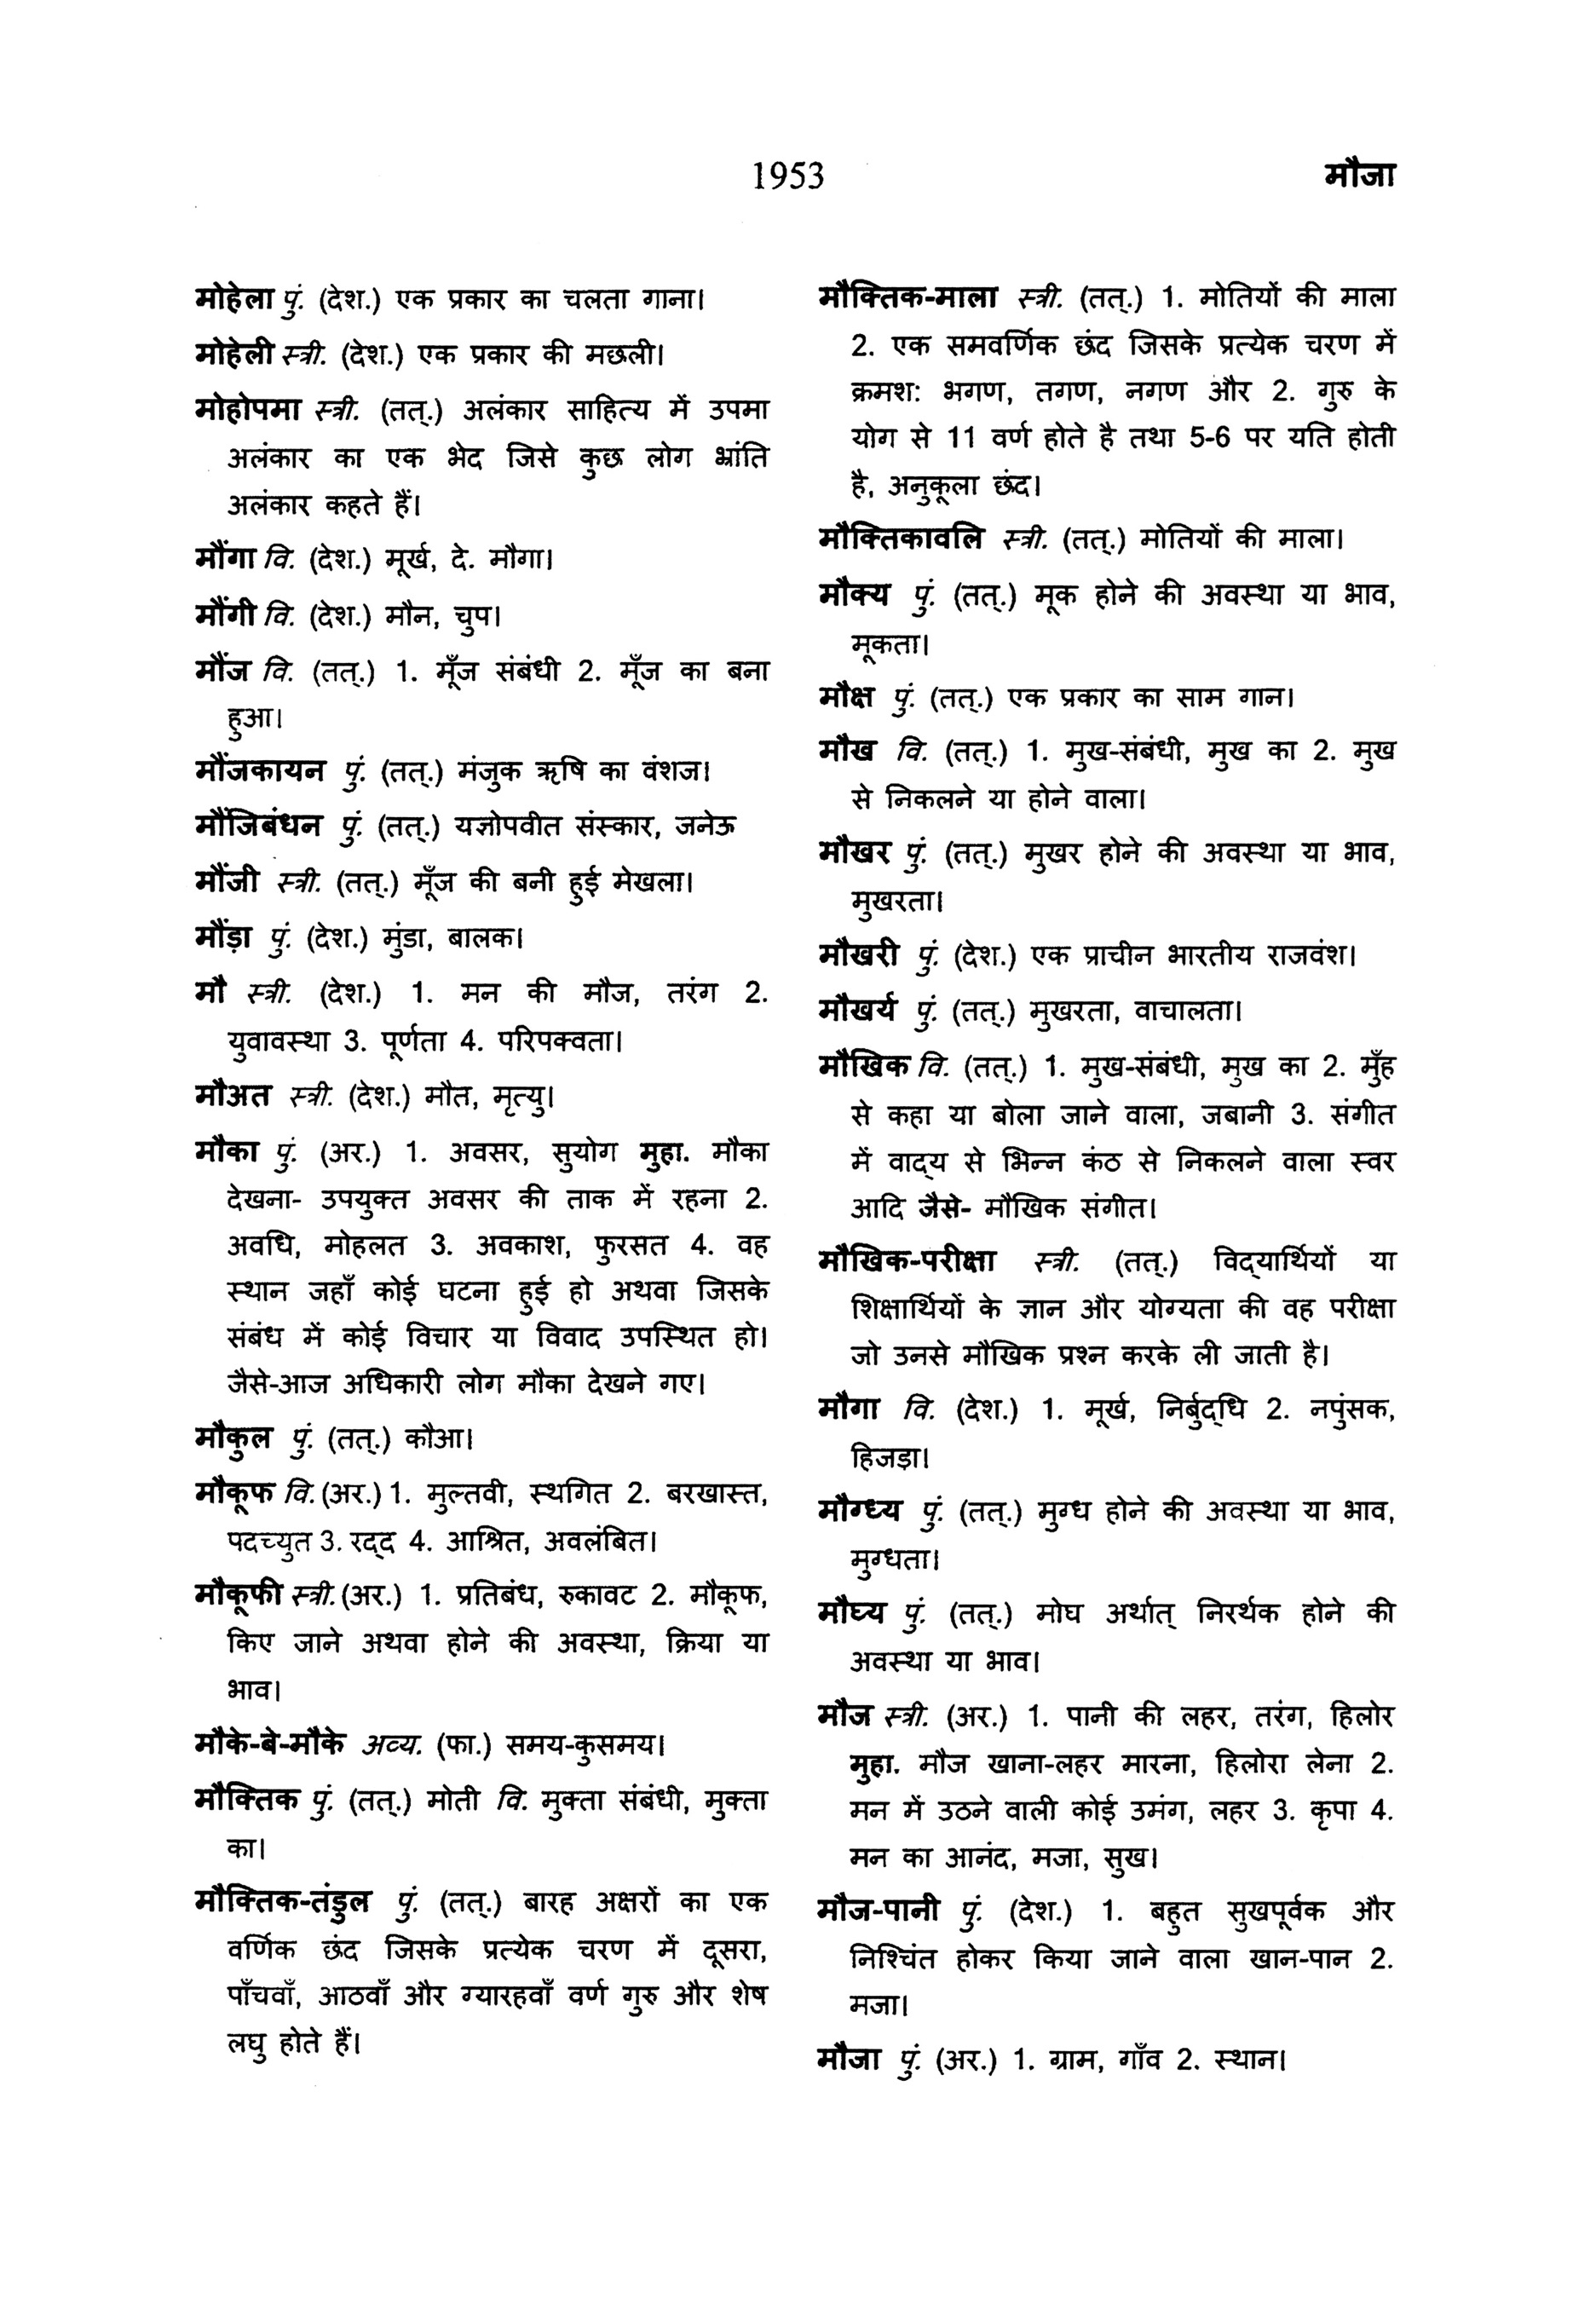 1953
मौजा
मोहेला पुं. (देश.) एक प्रकार का चलता गाना।
मोहेली स्त्री. (देश.) एक प्रकार की मछली।
मोहोपमा स्त्री. (तत्.) अलंकार साहित्य में उपमा
अलंकार का एक भेद जिसे कुछ लोग भ्रांति
अलंकार कहते हैं।
मौंगा वि. (देश.) मूर्ख, दे. मौगा।
मौंगी वि. (देश.) मौन, चुप।
मौंज वि. (तत्.) 1. मूँज संबंधी 2. मूँज का बना
हुआ।
मौंजकायन पुं. (तत्.) मंजुक ऋषि का वंशज।
मौंजिबंधन पुं. (तत्.) यज्ञोपवीत संस्कार, जनेऊ
मौंजी स्त्री. (तत्.) मूँज की बनी हुई मेखला।
मौंड़ा पुं. (देश.) मुंडा, बालक।
मौ स्त्री. (देश.) 1. मन की मौज, तरंग 2.
युवावस्था 3. पूर्णता 4. परिपक्वता।
मौअत स्त्री. (देश.) मौत, मृत्यु।
मौका पुं. (अर.) 1. अवसर, सुयोग मुहा. मौका
देखना- उपयुक्त अवसर की ताक में रहना 2.
अवधि, मोहलत 3. अवकाश, फुरसत 4. वह
स्थान जहाँ कोई घटना हुई हो अथवा जिसके
संबंध में कोई विचार या विवाद उपस्थित हो।
जैसे-आज अधिकारी लोग मौका देखने गए।
मौकुल पुं. (तत्.) कौआ।
मौकूफ वि. (अर.) 1. मुल्तवी, स्थगित 2. बरखास्त,
पदच्युत 3. रद्द 4. आश्रित, अवलंबित।
मौकूफी स्त्री. (अर.) 1. प्रतिबंध, रुकावट 2. मौकूफ,
किए जाने अथवा होने की अवस्था, क्रिया या
भाव।
मौके-बे-मौके अव्य. (फा.) समय-कुसमय।
मौक्तिक पुं. (तत्.) मोती वि. मुक्ता संबंधी, मुक्ता
का।
मौक्तिक-तंडुल पुं. (तत्.) बारह अक्षरों का एक
वर्णिक छंद जिसके प्रत्येक चरण में दूसरा,
पाँचवाँ, आठवाँ और ग्यारहवाँ वर्ण गुरु और शेष
लघु होते हैं।
मौक्तिक-माला स्त्री. (तत्.) 1. मोतियों की माला
2. एक समवर्णिक छंद जिसके प्रत्येक चरण में
क्रमश: भगण, तगण, नगण और 2. गुरु के
योग से 11 वर्ण होते है तथा 5-6 पर यति होती
है, अनुकूला छंद।
मौक्तिकावलि स्त्री. (तत्.) मोतियों की माला।
मौक्य पुं. (तत्.) मूक होने की अवस्था या भाव,
मूकता।
मौक्ष पुं. (तत्.) एक प्रकार का साम गान।
मौख वि. (तत्.) 1. मुख-संबंधी, मुख का 2. मुख
से निकलने या होने वाला।
मौखर पुं. (तत्.) मुखर होने की अवस्था या भाव,
मुखरता।
मौखरी पुं. (देश.) एक प्राचीन भारतीय राजवंश।
मौखर्य पुं. (तत्.) मुखरता, वाचालता।
मौखिक वि. (तत्.) 1. मुख-संबंधी, मुख का 2. मुँह
से कहा या बोला जाने वाला, जबानी 3. संगीत
में वाद्य से भिन्न कंठ से निकलने वाला स्वर
आदि जैसे- मौखिक संगीत।
मौखिक-परीक्षा स्त्री. (तत्.) विद्यार्थियों या
शिक्षार्थियों के ज्ञान और योग्यता की वह परीक्षा
जो उनसे मौखिक प्रश्न करके ली जाती है।
मौगा वि. (देश.) 1. मूर्ख, निर्बुद्धि 2. नपुंसक,
हिजड़ा।
मौग्ध्य पुं. (तत्.) मुग्ध होने की अवस्था या भाव,
मुग्धता।
मौघ्य पुं. (तत्.) मोघ अर्थात् निरर्थक होने की
अवस्था या भाव।
मौज स्त्री. (अर.) 1. पानी की लहर, तरंग, हिलोर
मुहा. मौज खाना-लहर मारना, हिलोरा लेना 2.
मन में उठने वाली कोई उमंग, लहर 3. कृपा 4.
मन का आनंद, मजा, सुख।
मौज-पानी पुं. (देश.) 1. बहुत सुखपूर्वक और
निश्चिंत होकर किया जाने वाला खान-पान 2.
मजा।
मौजा पुं. (अर.) 1. ग्राम, गाँव 2. स्थान।